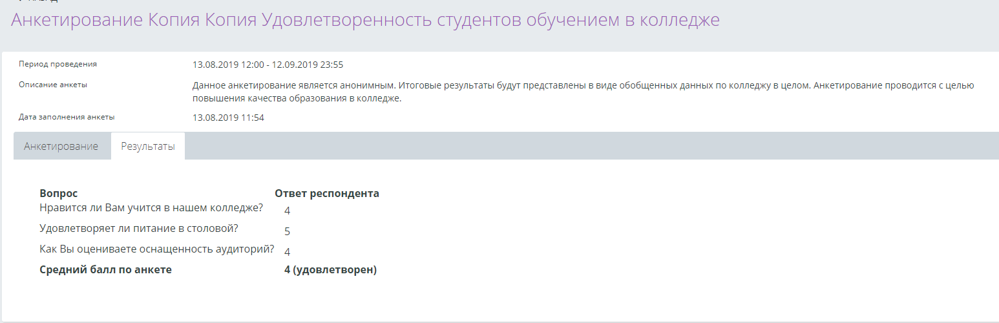 Анкетирование Копия Копия Удовлетворенность студентов обучением в колледже
Период проведения 13.08.2019 12:00 - 12.09.2019 23:55
Описание анкеты Данное анкетирование является анонимным. Итоговые результаты будут представлены в виде обобщенных данных по колледжу в целом. Анкетирование проводится с целью
повышения качества образования в колледже.
Дата заполнения анкеты 13.08.2019 11:54
Анкетирование Результаты
Вопрос Ответ респондента
Нравится ли Вам учится в нашем колледже? 4
Удовлетворяет ли питание в столовой? 5
Как Вы оцениваете оснащенность аудиторий? 4
Средний балл по анкете 4 (удовлетворен)